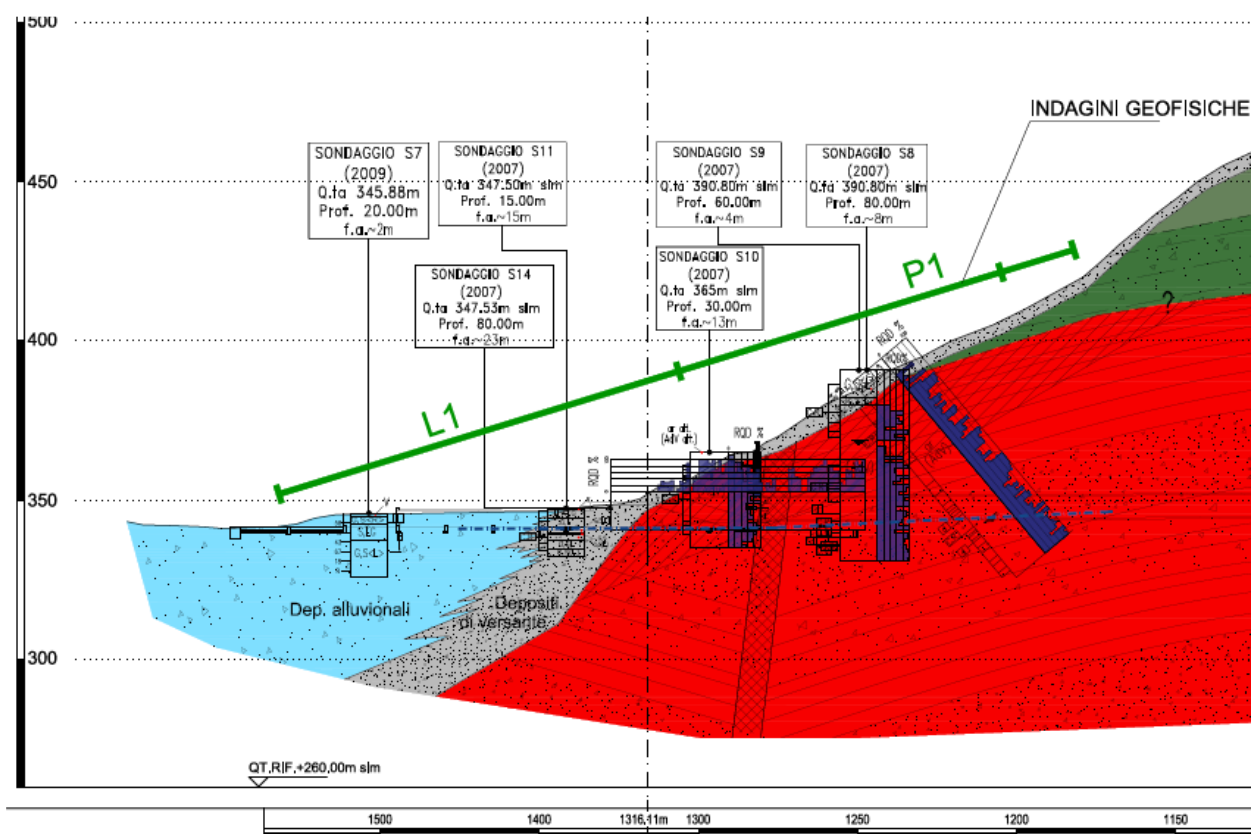 500
INDAGINI GEOFISICHE
SONDAGGIO S7
(2009)
Q.ta 345.88m
Prof. 20.00m
f.a.~2m
SONDAGGIO S11
(2007)
Q.ta 347.50m slm
Prof. 15.00m
f.a.~15m
SONDAGGIO S9
(2007)
Q.ta 390.80m slm
Prof. 60.00m
f.a.~4m
SONDAGGIO S8
(2007)
Q.ta 390.80m slm
Prof. 80.00m
f.a.~8m
450
SONDAGGIO S14
(2007)
Q.ta 347.53m slm
Prof. 80.00m
f.a.~23m
SONDAGGIO S10
(2007)
Q.ta 365m slm
Prof. 30.00m
f.a.~13m
P1
?
400
RQD %
L1
RQD %
RQD %
350
Dep. alluvionali
Depositi
di versante
300
QT.RIF.+260.00m slm
1500
1400
1316.11m
1300
1250
1200
1150